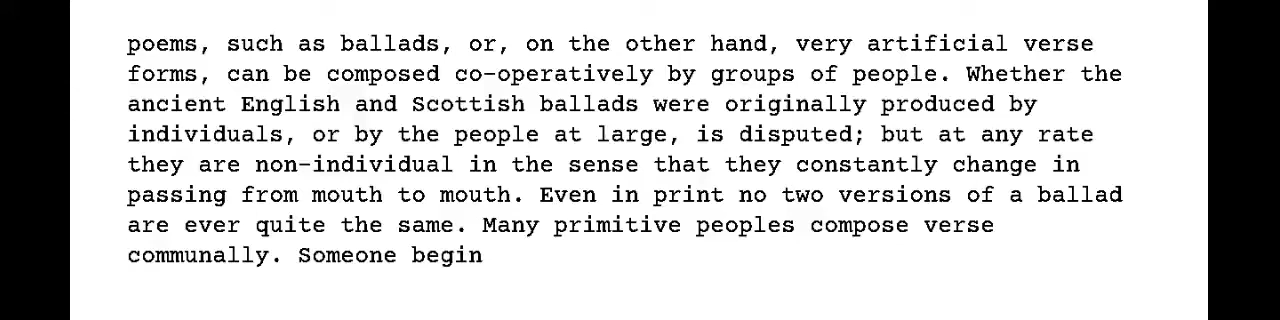 poems, such as ballads, or, on the other hand, very artificial verse
forms, can be composed co-operatively by groups of people. Whether the
ancient English and Scottish ballads were originally produced by
individuals, or by the people at large, is disputed; but at any rate
they are non-individual in the sense that they constantly change in
passing from mouth to mouth. Even in print no two versions of a ballad
are ever quite the same. Many primitive peoples compose verse
communally. Someone begin